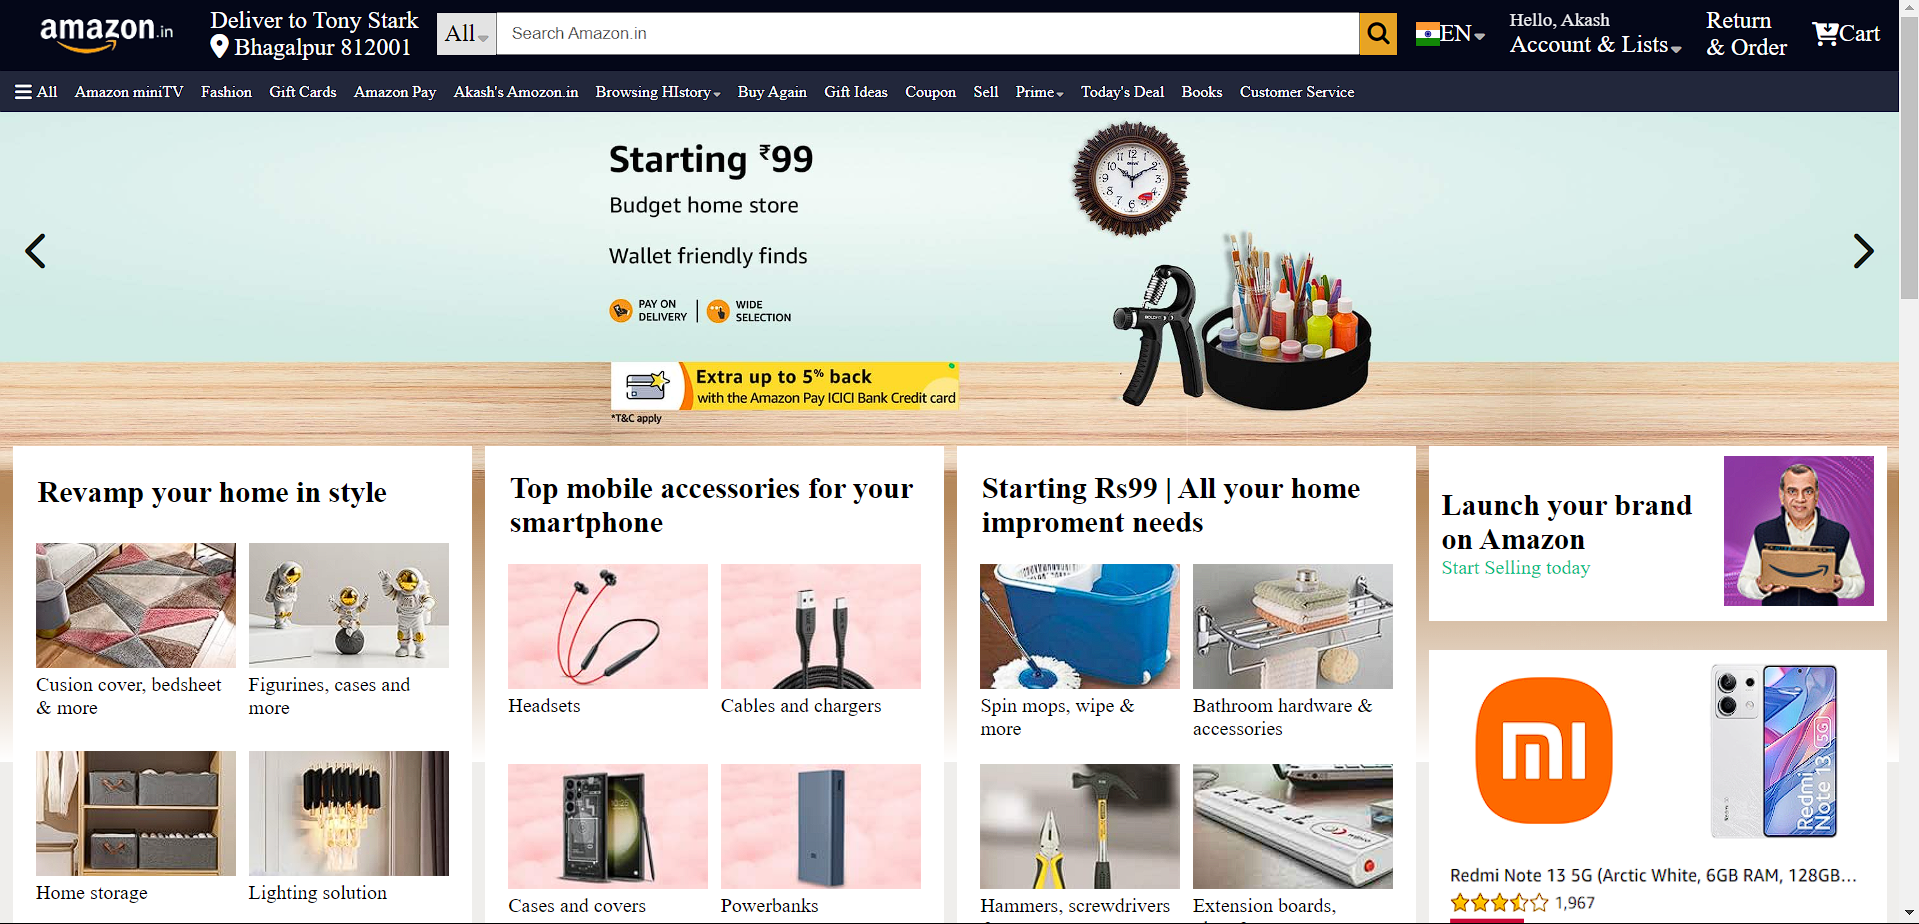 amazon.in
Deliver to Tony Stark
Bhagalpur 812001
All
Search Amazon.in
EN
Hello, Akash
Account & Lists
Return
& Order
Cart
All
Amazon miniTV
Fashion
Gift Cards
Amazon Pay
Akash's Amozon.in
Browsing HIstory
Buy Again
Gift Ideas
Coupon
Sell
Prime
Today's Deal
Books
Customer Service
Starting ₹99
Budget home store
Wallet friendly finds
PAY ON
DELIVERY
WIDE
SELECTION
Extra up to 5% back
with the Amazon Pay ICICI Bank Credit card
*T&C apply
Revamp your home in style
Cusion cover, bedsheet
& more
Figurines, cases and
more
Home storage
Lighting solution
Top mobile accessories for your
smartphone
Headsets
Cables and chargers
Cases and covers
Powerbanks
Starting Rs99 | All your home
improment needs
Spin mops, wipe &
more
Bathroom hardware &
accessories
Hammers, screwdrivers
Extension boards,
Launch your brand
on Amazon
Start Selling today
Redmi
Note 13 5G
Redmi Note 13 5G (Arctic White, 6GB RAM, 128GB...
1,967